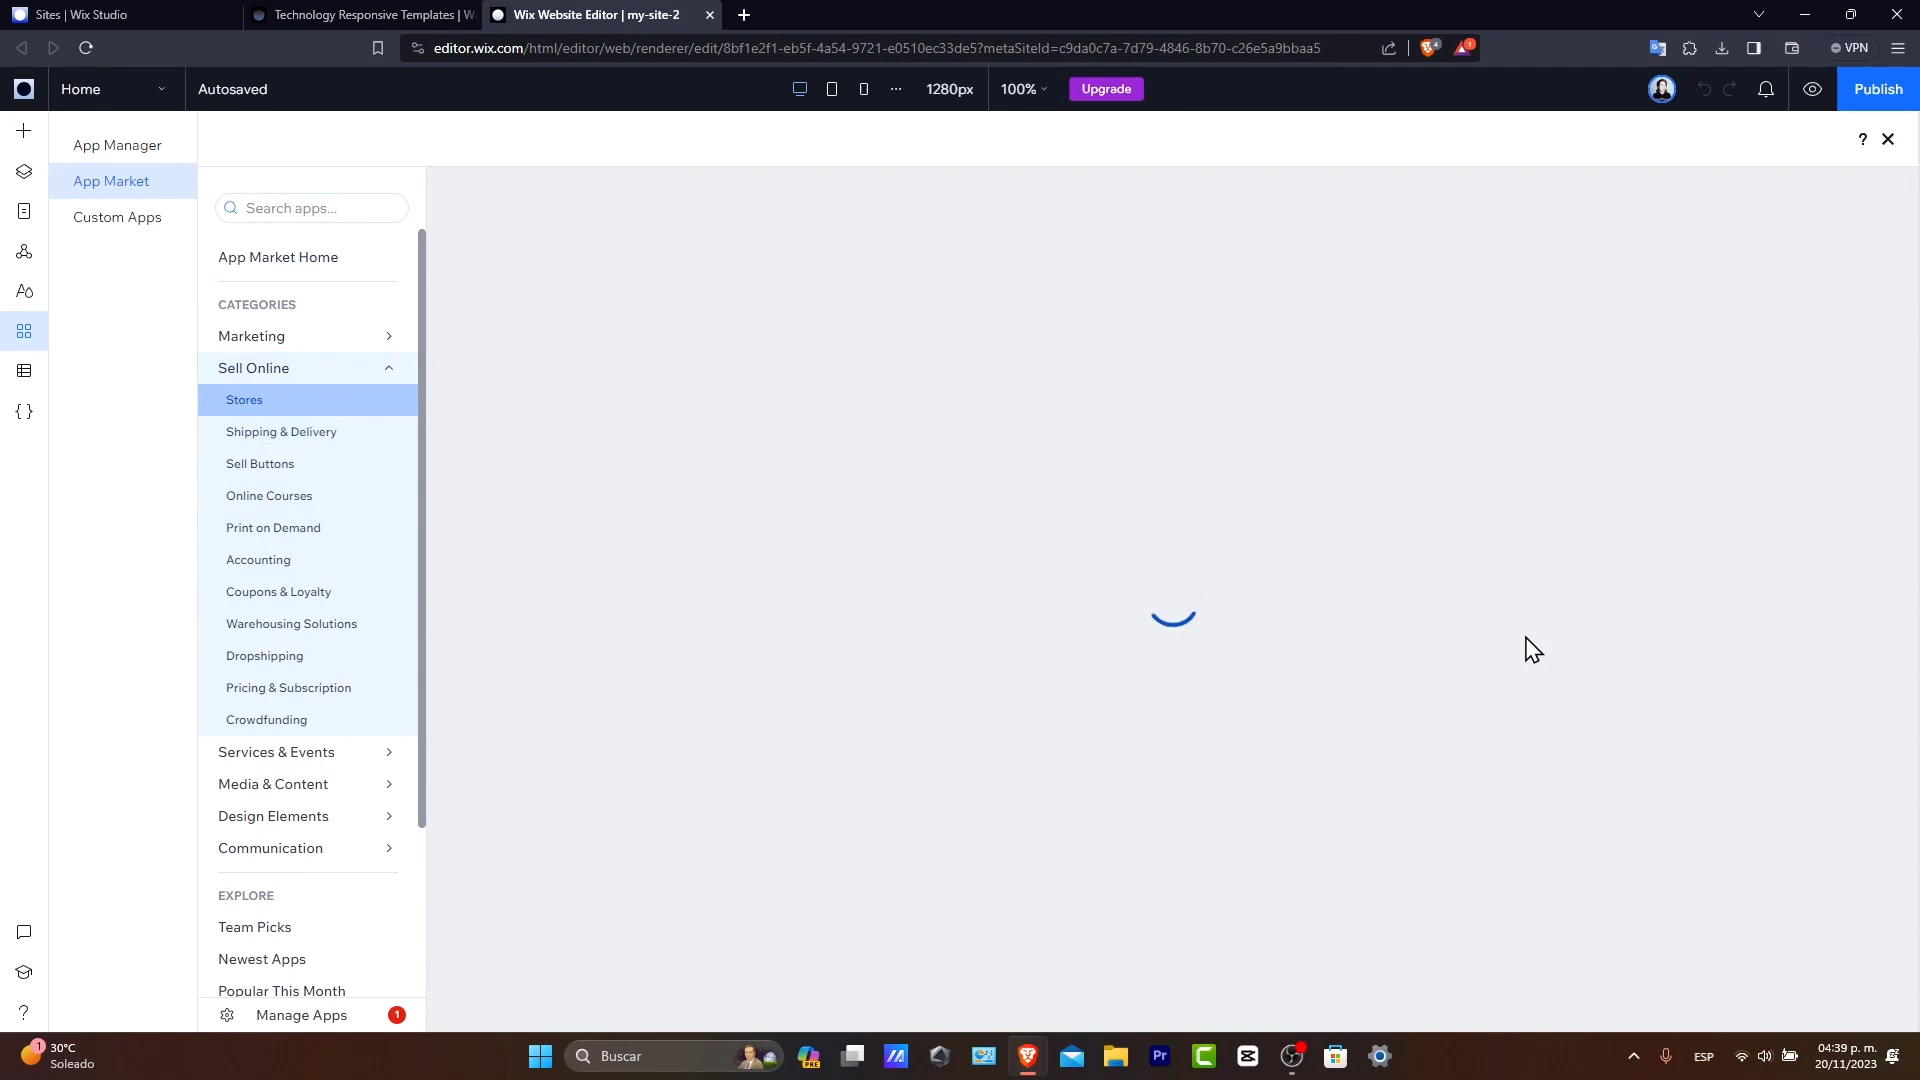 Sites | Wix Studio
Technology Responsive Templates | W
Wix Website Editor | my-site-2
editor.wix.com/html/editor/web/renderer/edit/8bf1e2f1-eb5f-4a54-9721-e0510ec33de5?metaSiteId=c9da0c7a-7d79-4846-8b70-c26e5a9bbaa5
4
1
VPN
Home
Autosaved
1280px
100%
Upgrade
Publish
App Manager
App Market
Custom Apps
?
Search apps...
App Market Home
CATEGORIES
Marketing
Sell Online
Stores
Shipping & Delivery
Sell Buttons
Online Courses
Print on Demand
Accounting
Coupons & Loyalty
Warehousing Solutions
Dropshipping
Pricing & Subscription
Crowdfunding
Services & Events
Media & Content
Design Elements
Communication
EXPLORE
Team Picks
Newest Apps
Popular This Month
Manage Apps
1
?
1
30°C
Soleado
Buscar
PRE
Pr
ESP
04:39 p. m.
20/11/2023